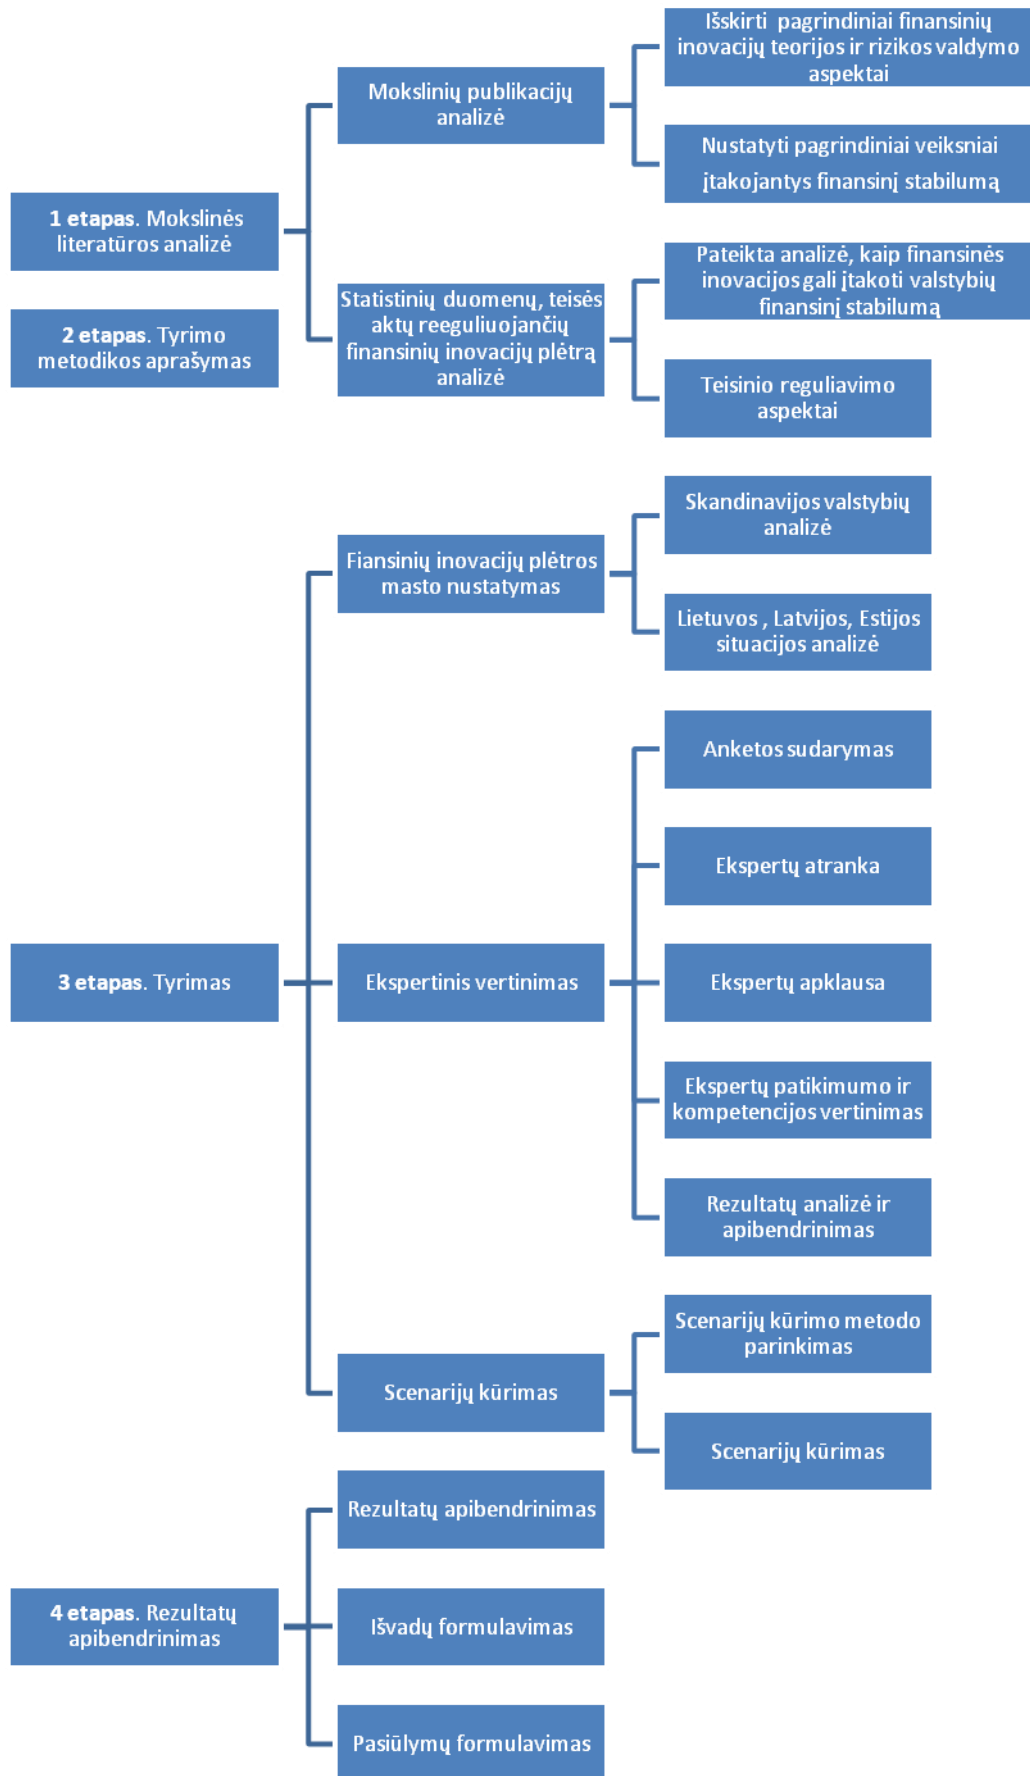 1 etapas. Mokslinės
literatūros analizė
Mokslinių publikacijų
analizė
Išskirti pagrindiniai finansinių
inovacijų teorijos ir rizikos valdymo
aspektai
Nustatyti pagrindiniai veiksniai
įtakojantys finansinį stabilumą
Statistinių duomenų, teisės
aktų reeguliuojančių
finansinių inovacijų plėtrą
analizė
Pateikta analizė, kaip finansinės
inovacijos gali įtakoti valstybių
finansinį stabilumą
Teisinio reguliavimo
aspektai
2 etapas. Tyrimo
metodikos aprašymas
3 etapas. Tyrimas
Fiansinių inovacijų plėtros
masto nustatymas
Skandinavijos valstybių
analizė
Lietuvos , Latvijos, Estijos
situacijos analizė
Ekspertinis vertinimas
Anketos sudarymas
Ekspertų atranka
Ekspertų apklausa
Ekspertų patikimumo ir
kompetencijos vertinimas
Rezultatų analizė ir
apibendrinimas
Scenarijų kūrimas
Scenarijų kūrimo metodo
parinkimas
Scenarijų kūrimas
4 etapas. Rezultatų
apibendrinimas
Rezultatų apibendrinimas
Išvadų formulavimas
Pasiūlymų formulavimas